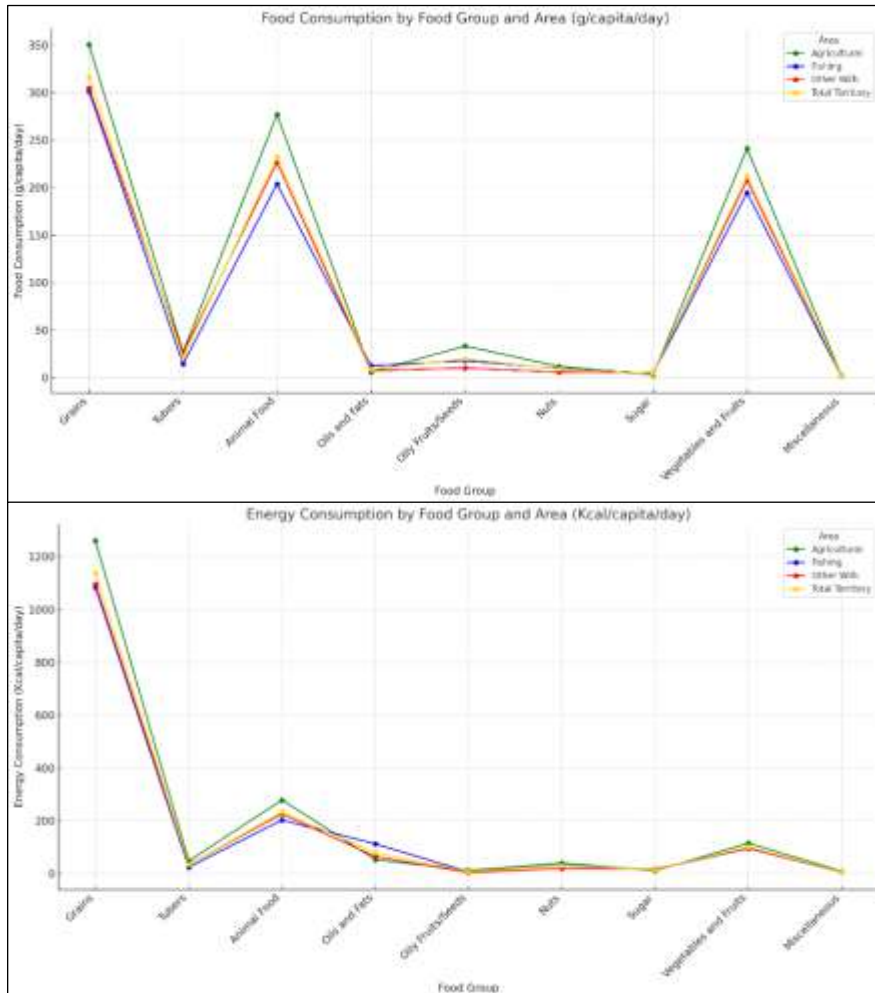 Food Consumption by Food Group and Area (g/capita/day)
Area
Agricultural
Fishing
Other Wilh
Total Territory
Food Consumption (g/capita/day)
350
300
250
200
150
100
50
0
Grains
Tubers
Animal Food
Oils and Fats
Oily Fruits/Seeds
Nuts
Sugar
Vegetables and Fruits
Miscellaneous
Food Group
Energy Consumption by Food Group and Area (Kcal/capita/day)
Area
Agricultural
Fishing
Other Wilh
Total Territory
Energy Consumption (Kcal/capita/day)
1200
1000
800
600
400
200
0
Grains
Tubers
Animal Food
Oils and Fats
Oily Fruits/Seeds
Nuts
Sugar
Vegetables and Fruits
Miscellaneous
Food Group